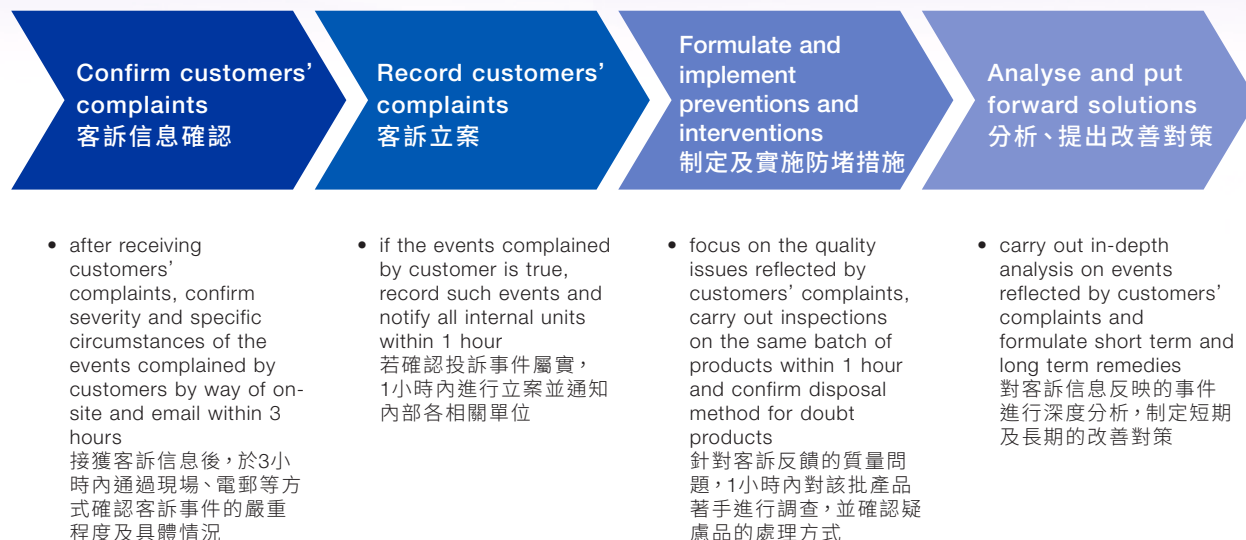 Confirm customers’
complaints
客訴信息確認
Record customers’
complaints
客訴立案
Formulate and
implement
preventions and
interventions
制定及實施防堵措施
Analyse and put
forward solutions
分析、提出改善對策
• after receiving
customers’
complaints, confirm
severity and specific
circumstances of the
events complained by
customers by way of on-
site and email within 3
hours
接獲客訴信息後，於3小
時內通過現場、電郵等方
式確認客訴事件的嚴重
程度及具體情況
• if the events complained
by customer is true,
record such events and
notify all internal units
within 1 hour
若確認投訴事件屬實，
1小時內進行立案並通知
內部各相關單位
• focus on the quality
issues reflected by
customers’ complaints,
carry out inspections
on the same batch of
products within 1 hour
and confirm disposal
method for doubt
products
針對客訴反饋的質量問
題，1小時內對該批產品
著手進行調查，並確認疑
慮品的處理方式
• carry out in-depth
analysis on events
reflected by customers’
complaints and
formulate short term and
long term remedies
對客訴信息反映的事件
進行深度分析，制定短期
及長期的改善對策